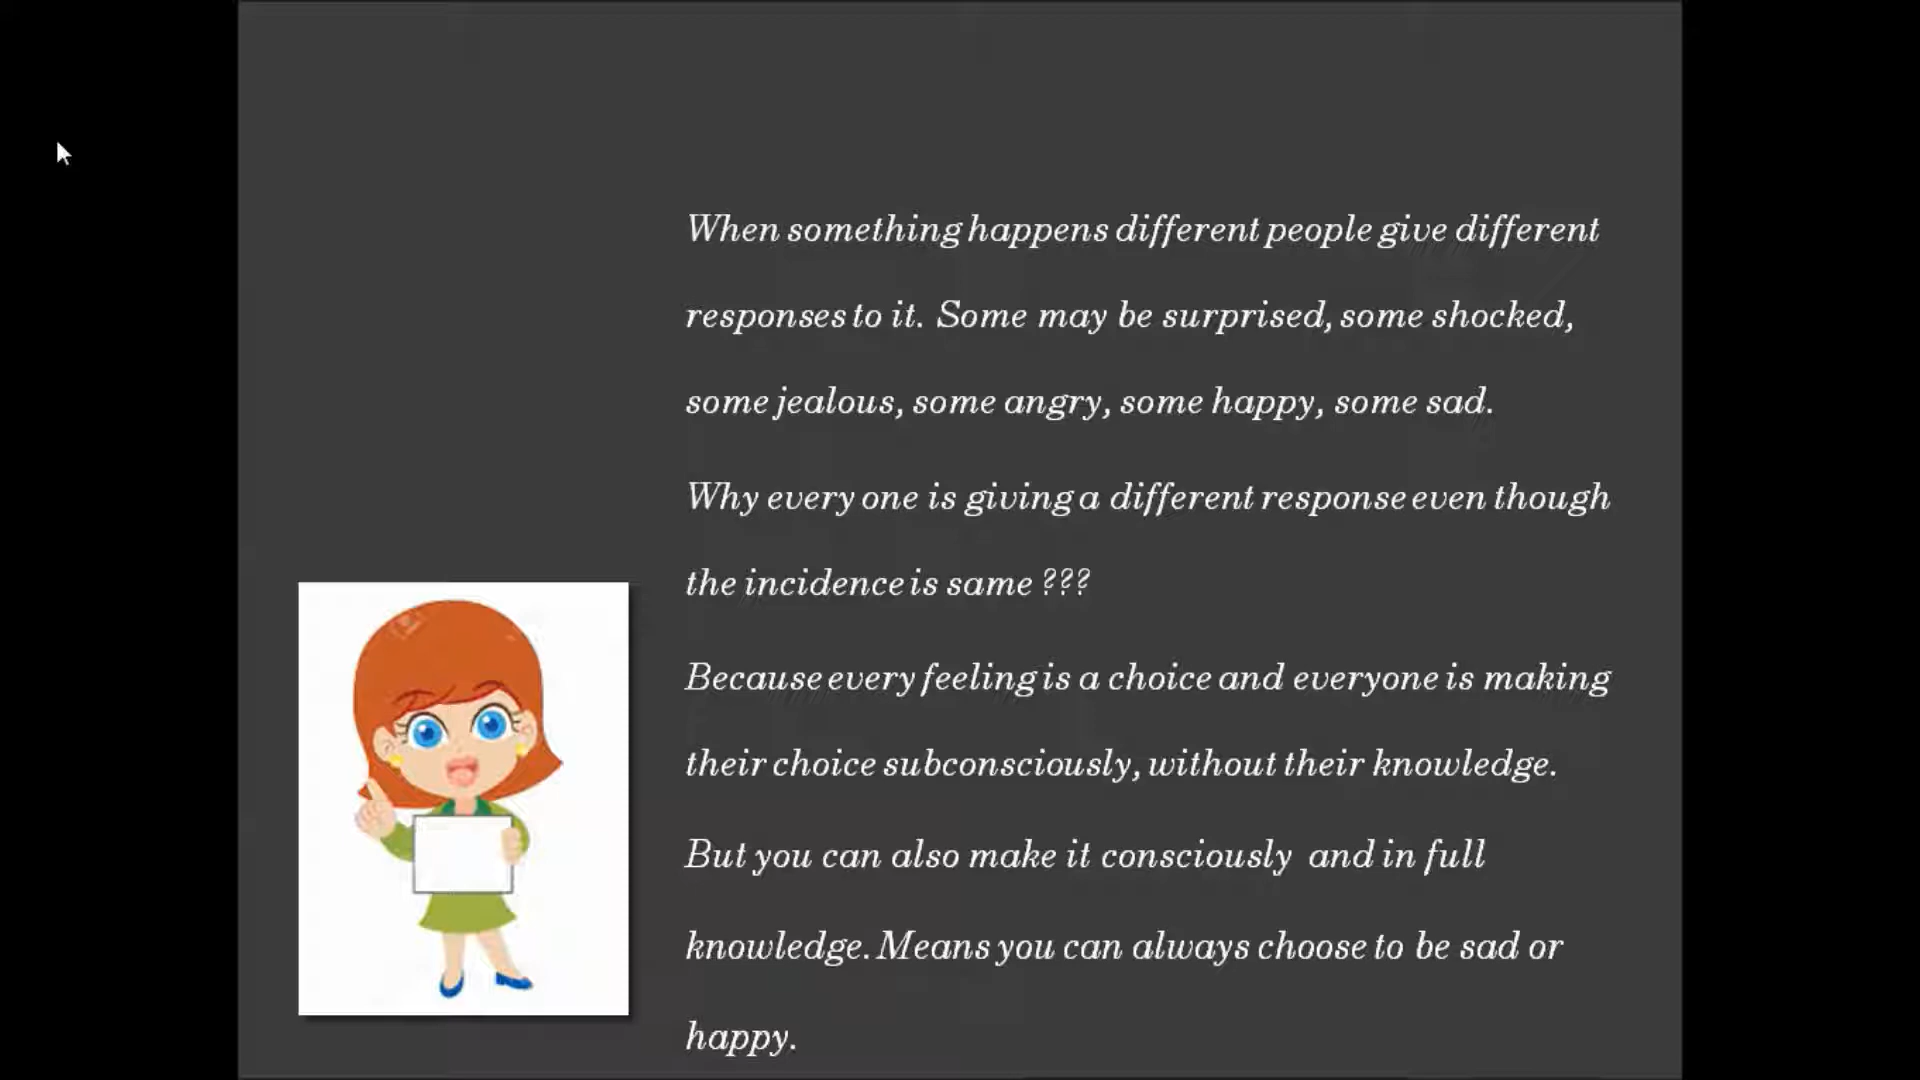 When something happens different people give different
responses to it. Some may be surprised, some shocked,
some jealous, some angry, some happy, some sad.
Why every one is giving a different response even though
the incidence is same ???
Because every feeling is a choice and everyone is making
their choice subconsciously, without their knowledge.
But you can also make it consciously and in full
knowledge. Means you can always choose to be sad or
happy.